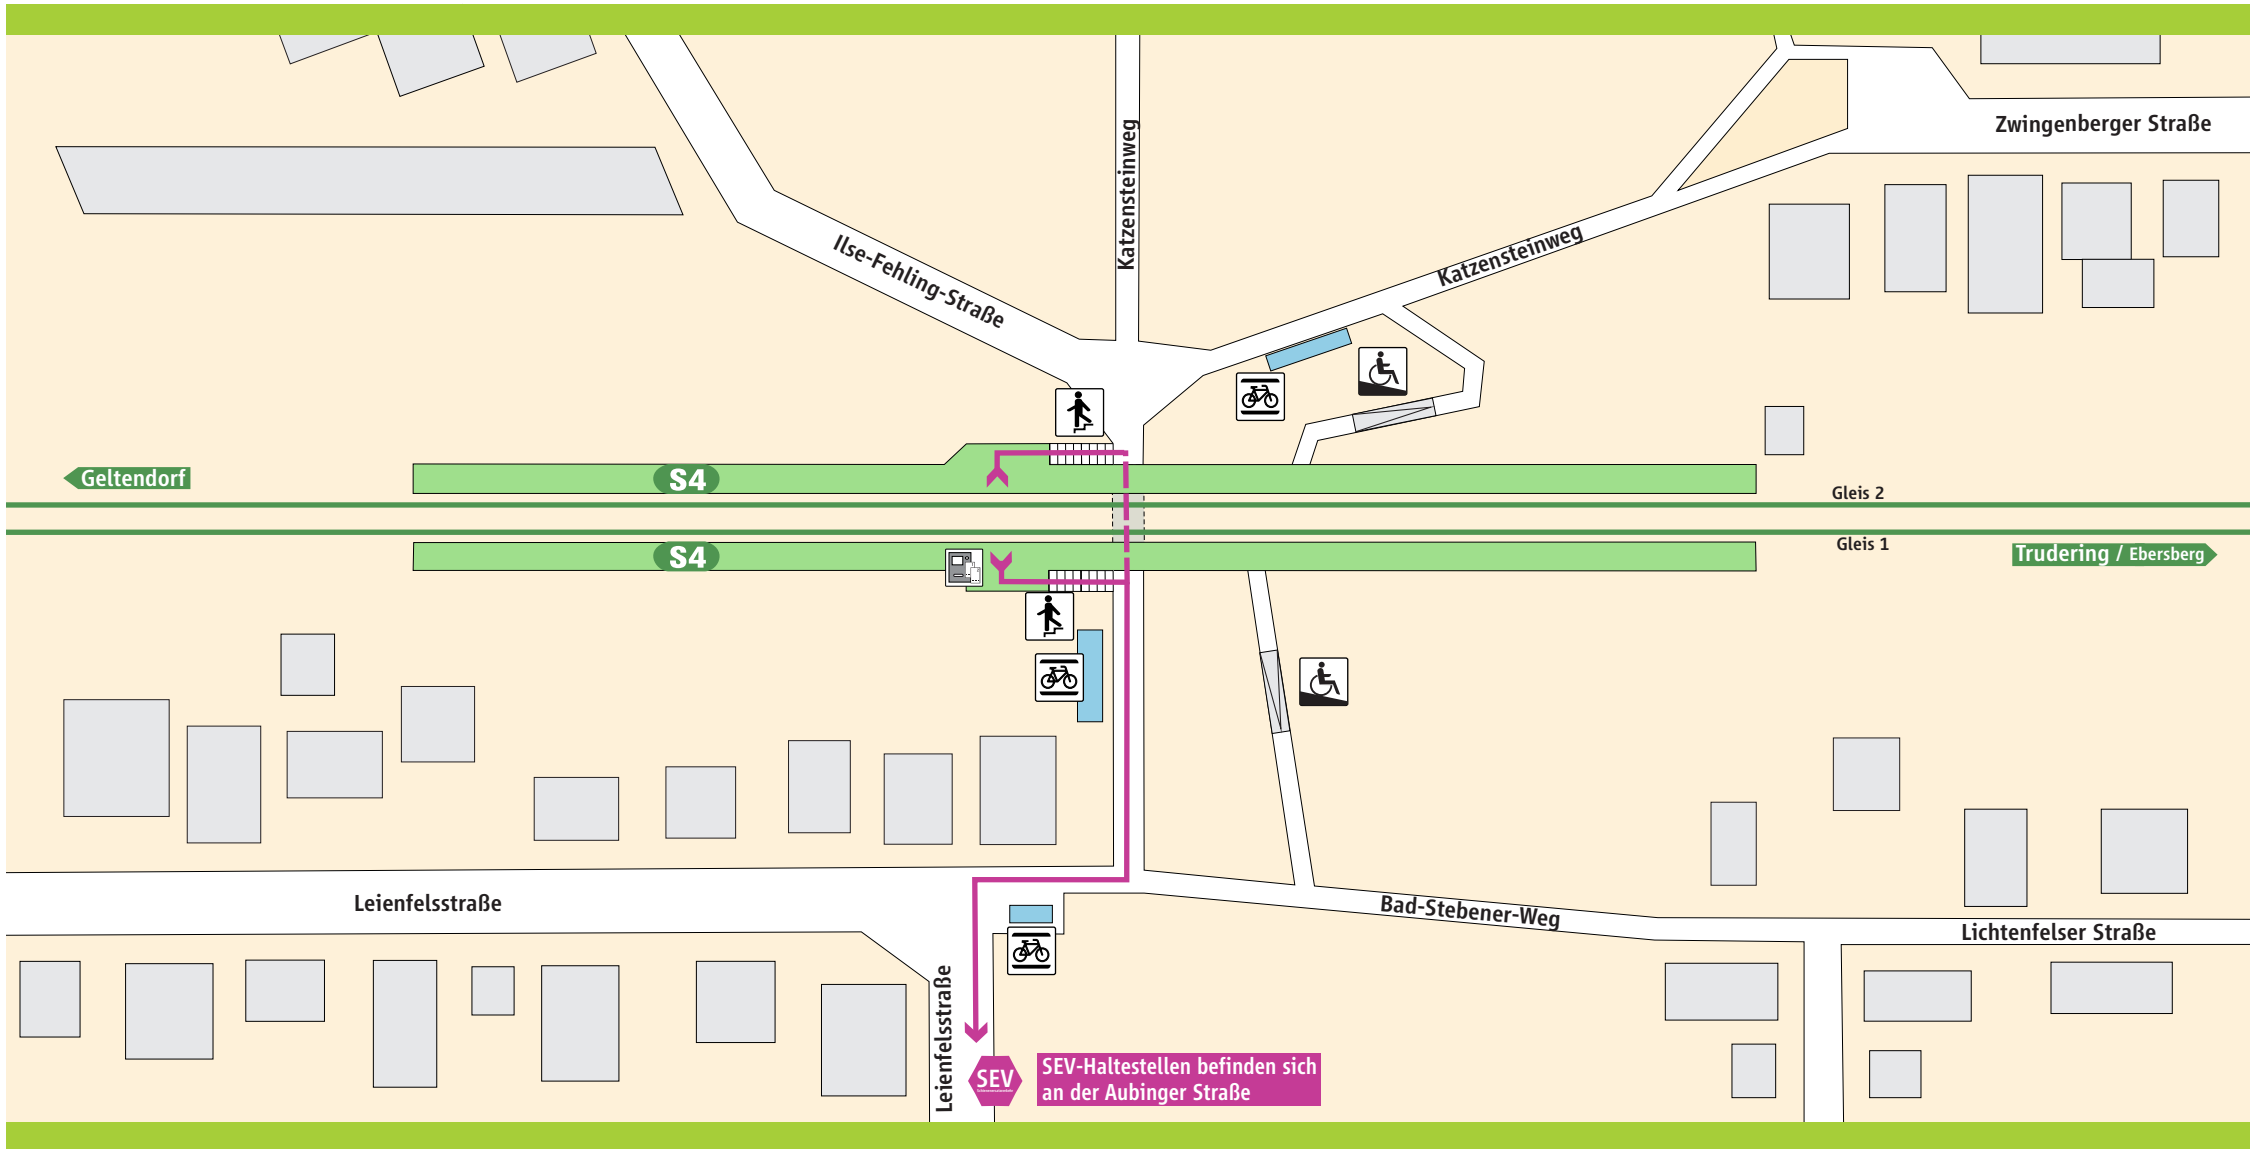 Zwingenberger Straße
Katzensteinweg
Ilse-Fehling-Straße
Katzensteinweg
Geltendorf
S4
Gleis 2
S4
Gleis 1
Trudering / Ebersberg
Leienfelsstraße
Bad-Stebener-Weg
Lichtenfelser Straße
Leienfelsstraße
SEV
SEV-Haltestellen befinden sich
an der Aubinger Straße